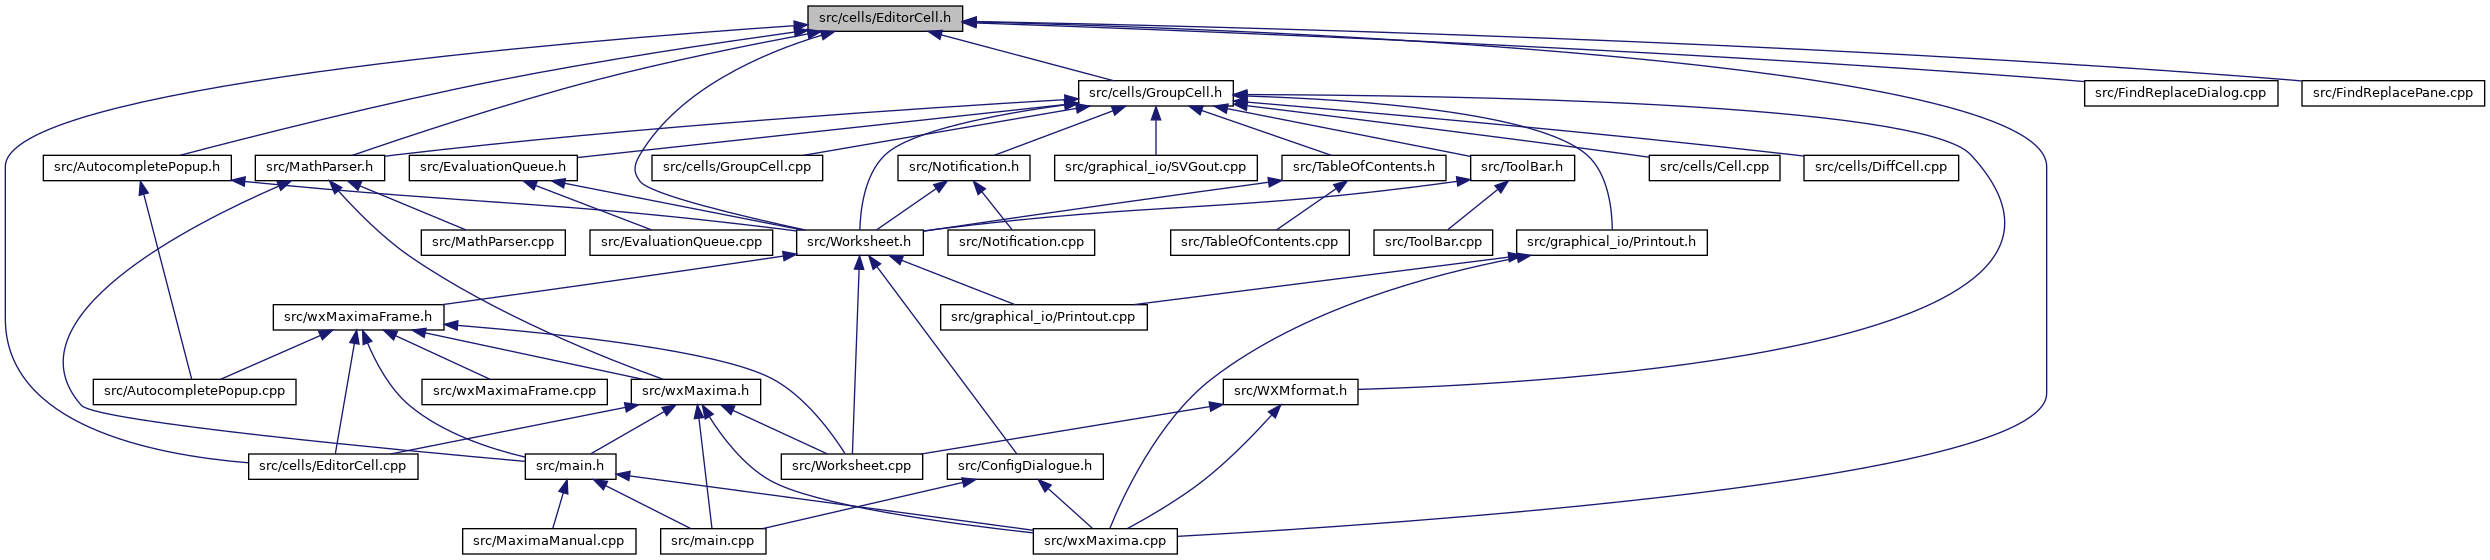 src/cells/EditorCell.h
src/cells/GroupCell.h
src/FindReplaceDialog.cpp
src/FindReplacePane.cpp
src/AutocompletePopup.h
src/MathParser.h
src/EvaluationQueue.h
src/cells/GroupCell.cpp
src/Notification.h
src/graphical_io/SVGout.cpp
src/TableOfContents.h
src/ToolBar.h
src/cells/Cell.cpp
src/cells/DiffCell.cpp
src/MathParser.cpp
src/EvaluationQueue.cpp
src/Worksheet.h
src/Notification.cpp
src/TableOfContents.cpp
src/ToolBar.cpp
src/graphical_io/Printout.h
src/wxMaximaFrame.h
src/graphical_io/Printout.cpp
src/AutocompletePopup.cpp
src/wxMaximaFrame.cpp
src/wxMaxima.h
src/WXMformat.h
src/cells/EditorCell.cpp
src/main.h
src/Worksheet.cpp
src/ConfigDialogue.h
src/MaximaManual.cpp
src/main.cpp
src/wxMaxima.cpp